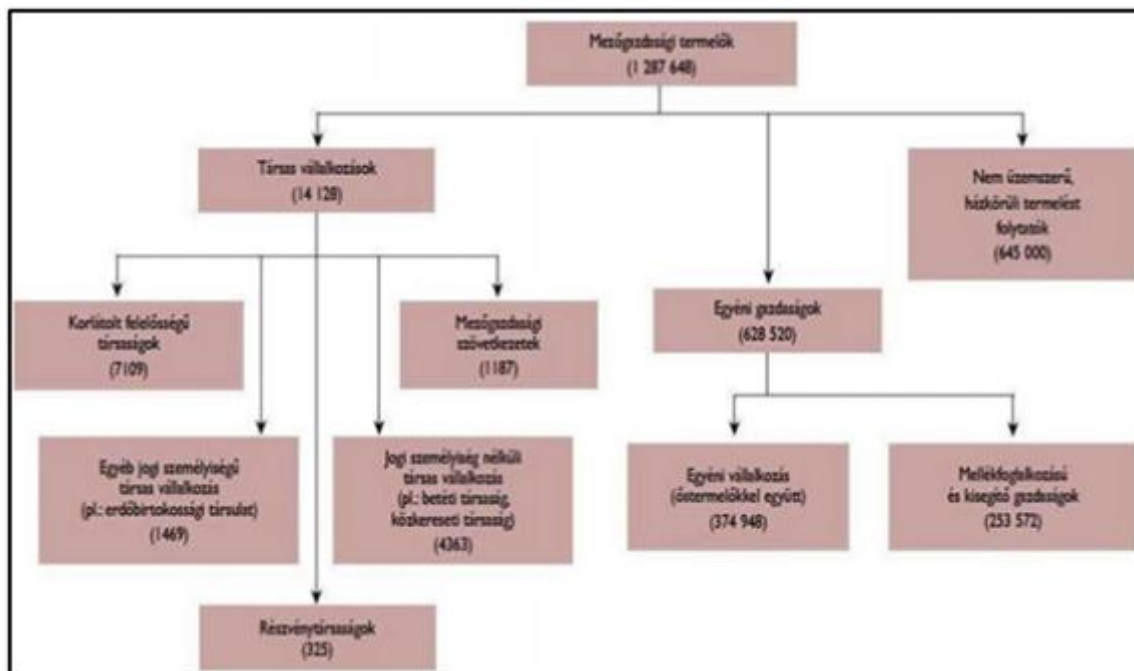 Mezőgazdasági termelők
(1 287 648)
Társas vállalkozások
(14 128)
Nem üzemszerű,
házkörüli termelést
folytatók
(645 000)
Korlátolt felelősségű
társaságok
(7109)
Mezőgazdasági
szövetkezetek
(1187)
Egyéni gazdaságok
(628 520)
Egyéb jogi személyiségű
társas vállalkozás
(pl.: erdőbirtokossági társulat)
(1469)
Jogi személyiség nélküli
társas vállalkozás
(pl.: betéti társaság,
közkereseti társaság)
(4363)
Egyéni vállalkozás
(őstermelőkkel együtt)
(374 948)
Mellékfoglalkozású
és kisegítő gazdaságok
(253 572)
Részvénytársaságok
(325)